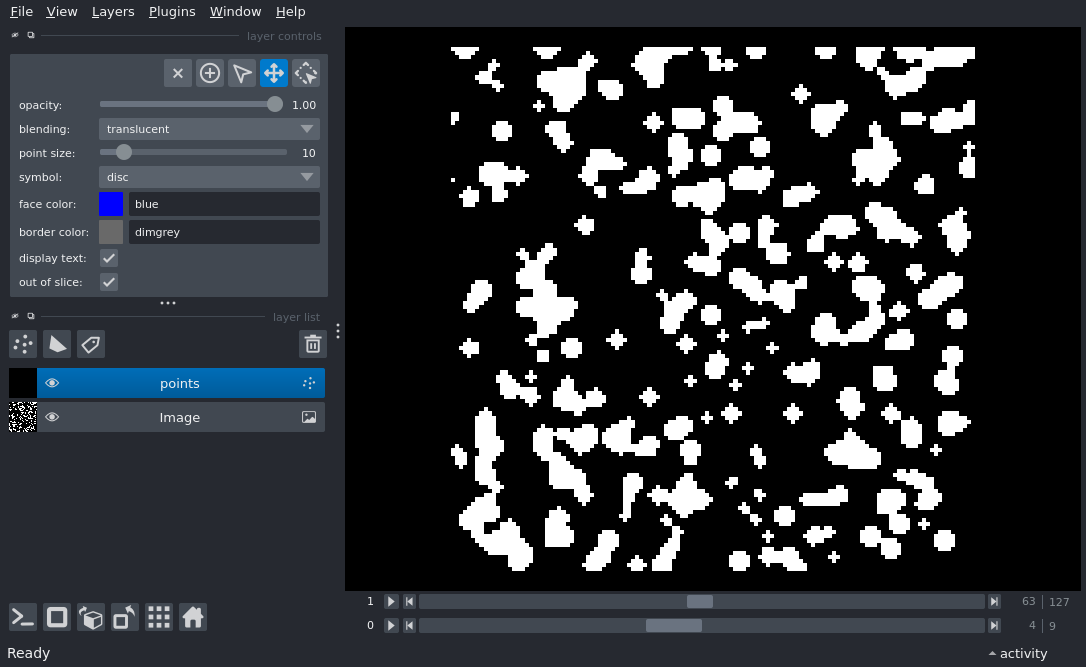 File View Layers Plugins Window Help
layer controls
opacity: 1.00
blending: translucent
point size: 10
symbol: disc
face color: blue
border color: dimgrey
display text:
out of slice:
layer list
points
Image
1 63 127
0 4 9
Ready activity